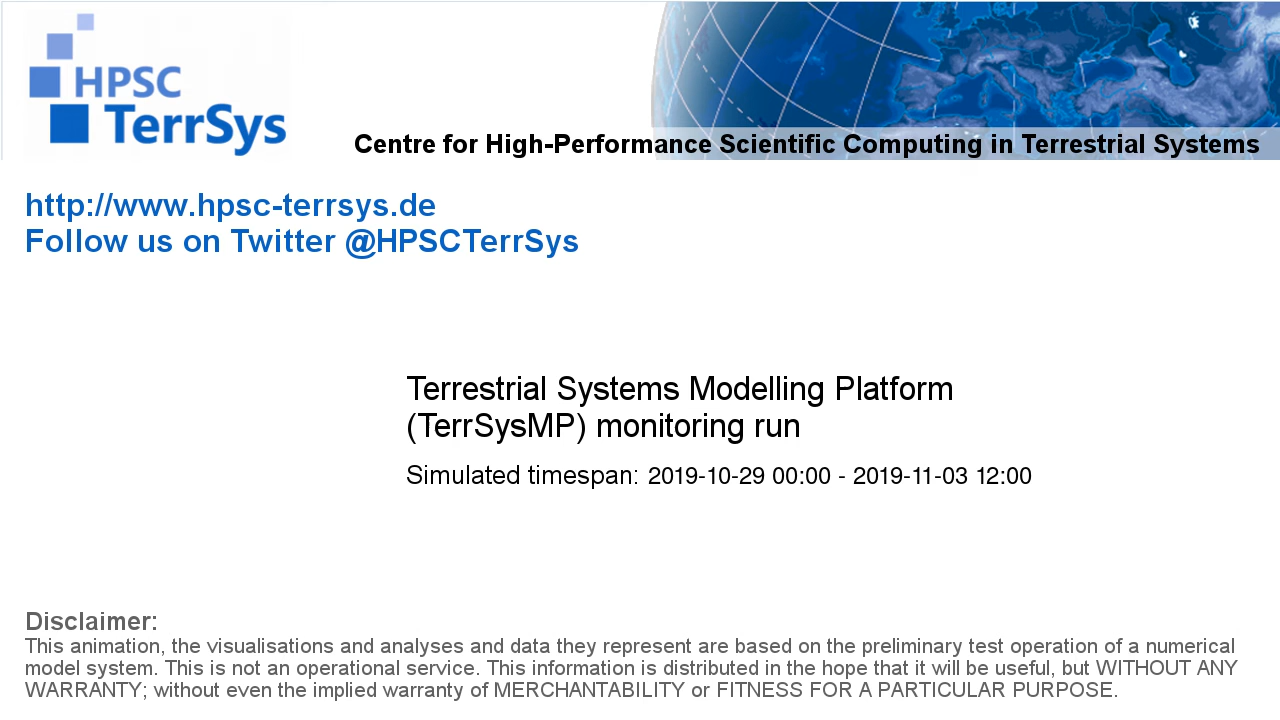 HPSC
TerrSys
Centre for High-Performance Scientific Computing in Terrestrial Systems
http://www.hpsc-terrsys.de
Follow us on Twitter @HPSCTerrSys
Terrestrial Systems Modelling Platform
(TerrSysMP) monitoring run
Simulated timespan: 2019-10-29 00:00 - 2019-11-03 12:00
Disclaimer:
This animation, the visualisations and analyses and data they represent are based on the preliminary test operation of a numerical
model system. This is not an operational service. This information is distributed in the hope that it will be useful, but WITHOUT ANY
WARRANTY; without even the implied warranty of MERCHANTABILITY or FITNESS FOR A PARTICULAR PURPOSE.